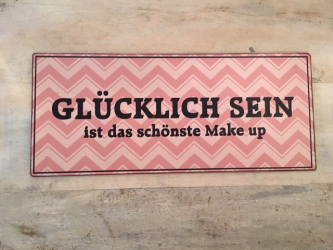 GLÜCKLICH SEIN
ist das schönste Make up